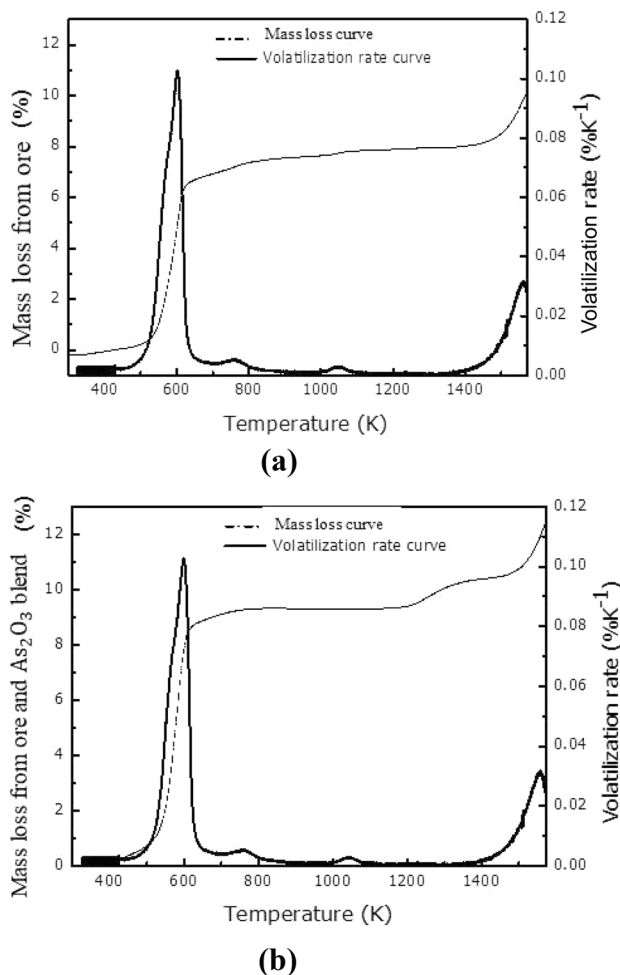 Mass loss from ore (%)
12
10
8
6
4
2
0
Mass loss curve
Volatilization rate curve
0.12
0.10
0.08
0.06
0.04
0.02
0.00
Volatilization rate (%K⁻¹)
400 600 800 1000 1200 1400
Temperature (K)
(a)
Mass loss from ore and As₂O₃ blend (%)
12
10
8
6
4
2
0
Mass loss curve
Volatilization rate curve
0.12
0.10
0.08
0.06
0.04
0.02
0.00
Volatilization rate (%K⁻¹)
400 600 800 1000 1200 1400
Temperature (K)
(b)